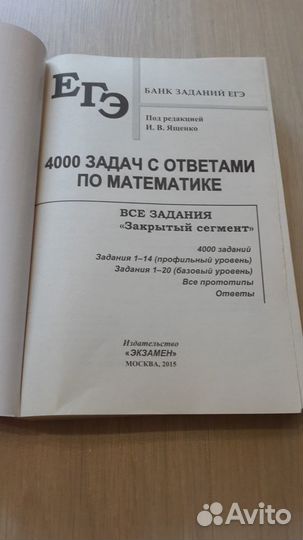 ЕГЭ
БАНК ЗАДАНИЙ ЕГЭ
Под редакцией
И. В. Ященко
4000 ЗАДАЧ С ОТВЕТАМИ
ПО МАТЕМАТИКЕ
ВСЕ ЗАДАНИЯ
«Закрытый сегмент»
4000 заданий
Задания 1–14 (профильный уровень)
Задания 1–20 (базовый уровень)
Все прототипы
Ответы
Издательство
«ЭКЗАМЕН»
МОСКВА, 2015
Avito